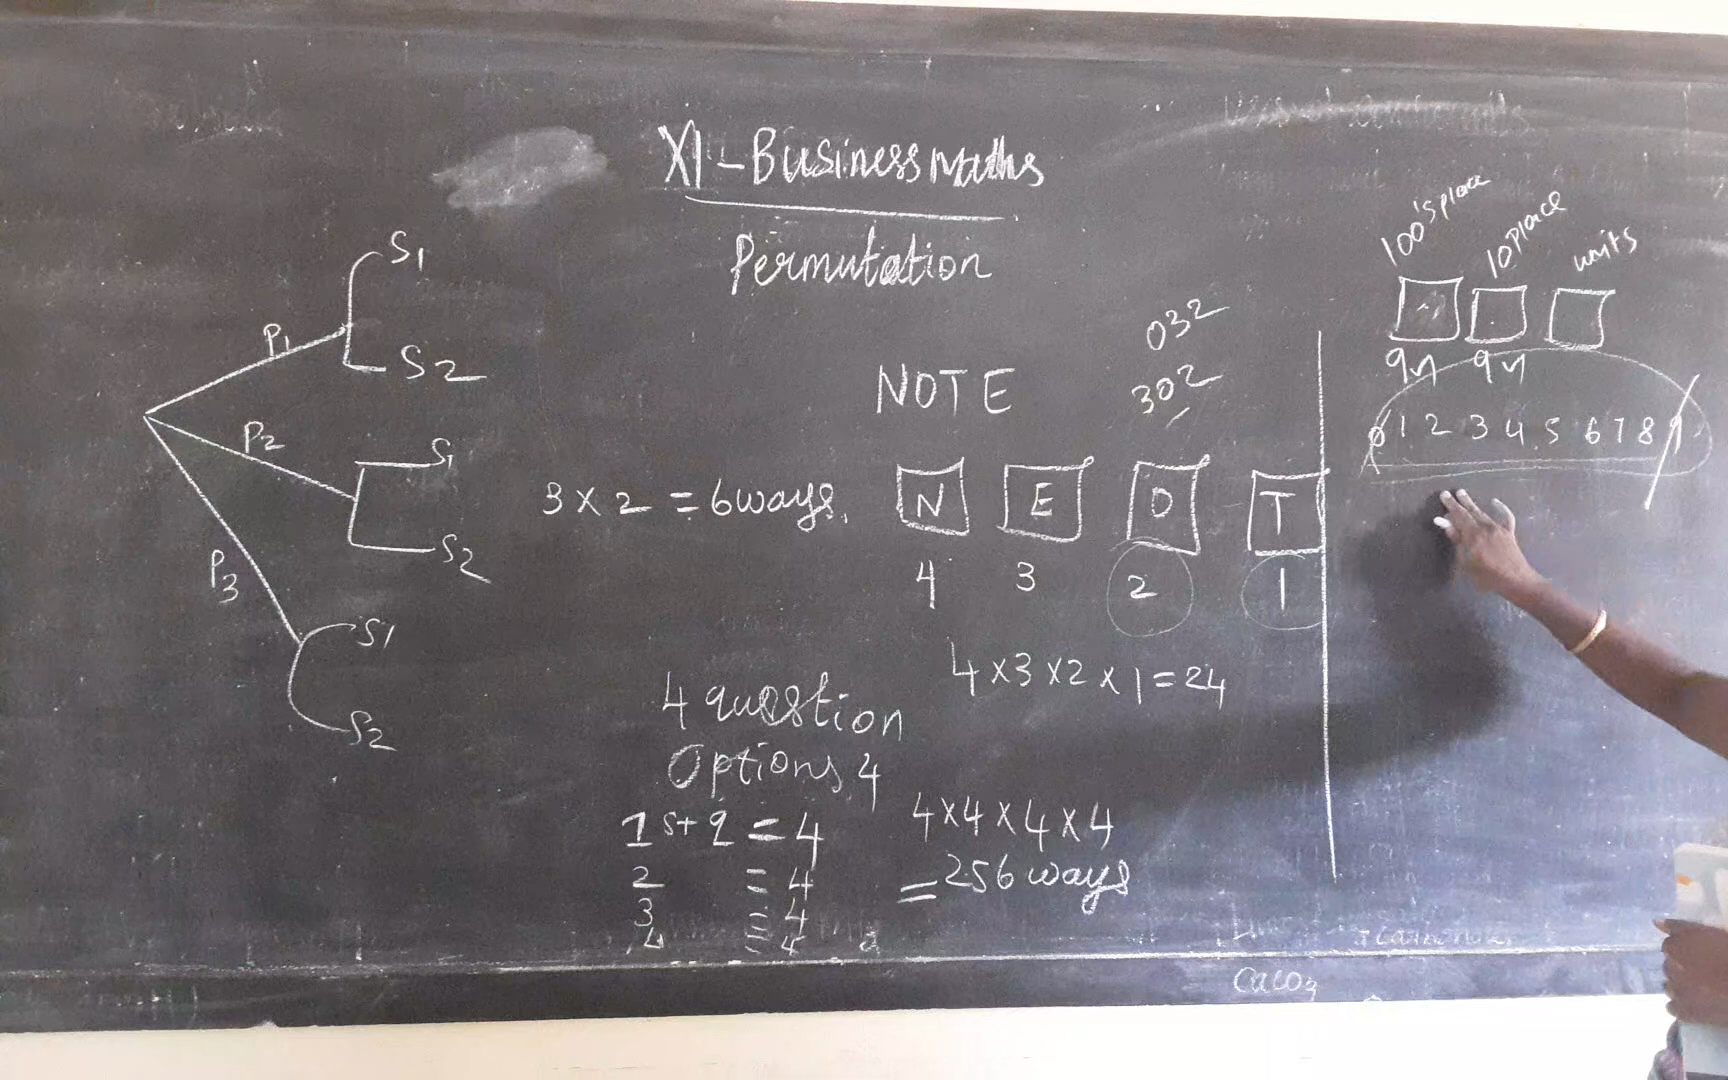 XI - Business Maths
Permutation
P1
S1
S2
P2
S1
S2
P3
S1
S2
3 x 2 = 6 ways.
NOTE
032
302
N E O T
4 3 2 1
4 x 3 x 2 x 1 = 24
4 question
Options 4
1st q = 4
2 = 4
3 = 4
4 = 4
4 x 4 x 4 x 4
= 256 ways
100's place 10 place units
9 9
0 1 2 3 4 5 6 7 8 9
CaCO3